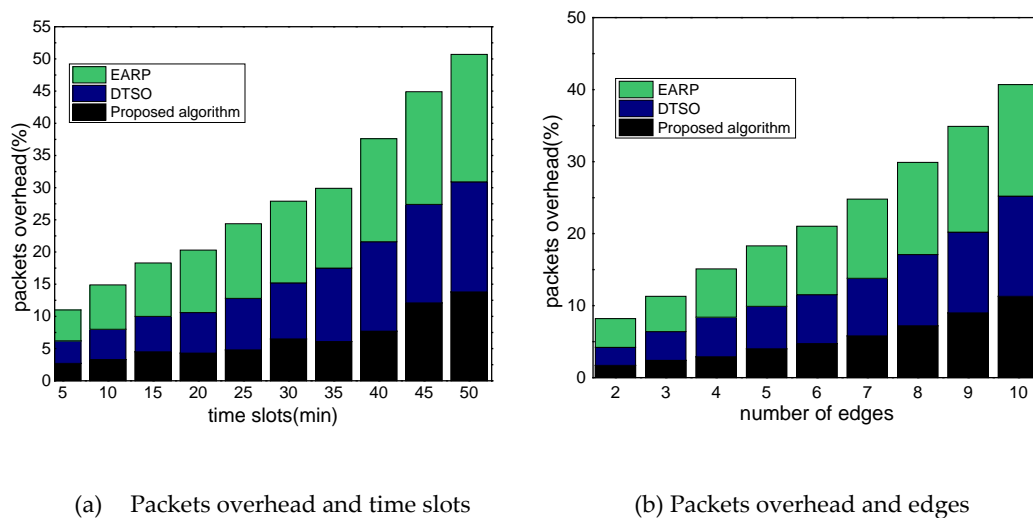 55
50
45
40
35
30
25
20
15
10
5
0
packets overhead(%)
EARP
DTSO
Proposed algorithm
5 10 15 20 25 30 35 40 45 50
time slots(min)
(a) Packets overhead and time slots
50
40
30
20
10
0
packets overhead(%)
EARP
DTSO
Proposed algorithm
2 3 4 5 6 7 8 9 10
number of edges
(b) Packets overhead and edges